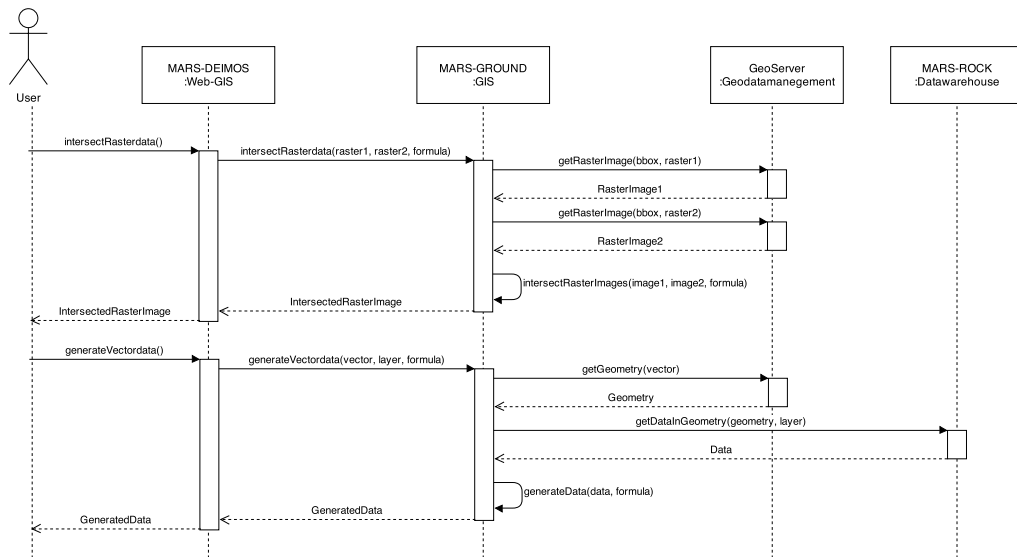 MARS-DEIMOS
:Web-GIS
MARS-GROUND
:GIS
GeoServer
:Geodatamanegement
MARS-ROCK
:Datawarehouse
User
intersectRasterdata()
intersectRasterdata(raster1, raster2, formula)
getRasterImage(bbox, raster1)
RasterImage1
getRasterImage(bbox, raster2)
RasterImage2
intersectRasterImages(image1, image2, formula)
IntersectedRasterImage
IntersectedRasterImage
generateVectordata()
generateVectordata(vector, layer, formula)
getGeometry(vector)
Geometry
getDataInGeometry(geometry, layer)
Data
generateData(data, formula)
GeneratedData
GeneratedData